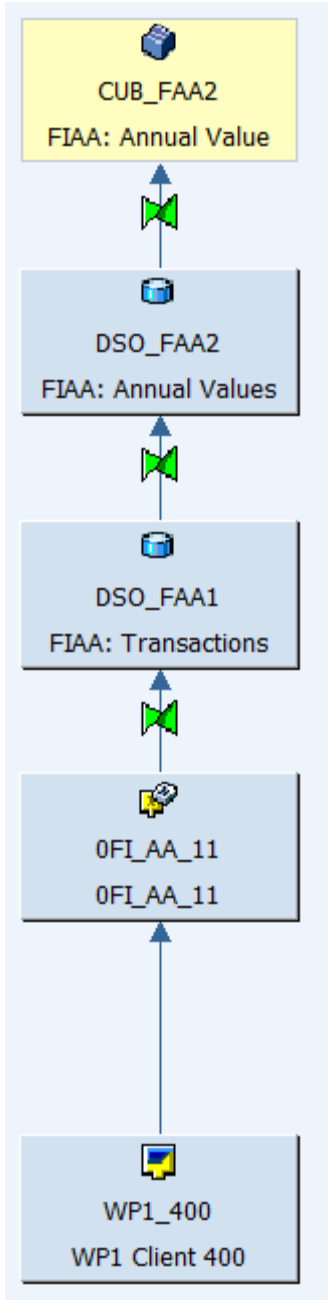 CUB_FAA2
FIAA: Annual Value
DSO_FAA2
FIAA: Annual Values
DSO_FAA1
FIAA: Transactions
0FI_AA_11
0FI_AA_11
WP1_400
WP1 Client 400